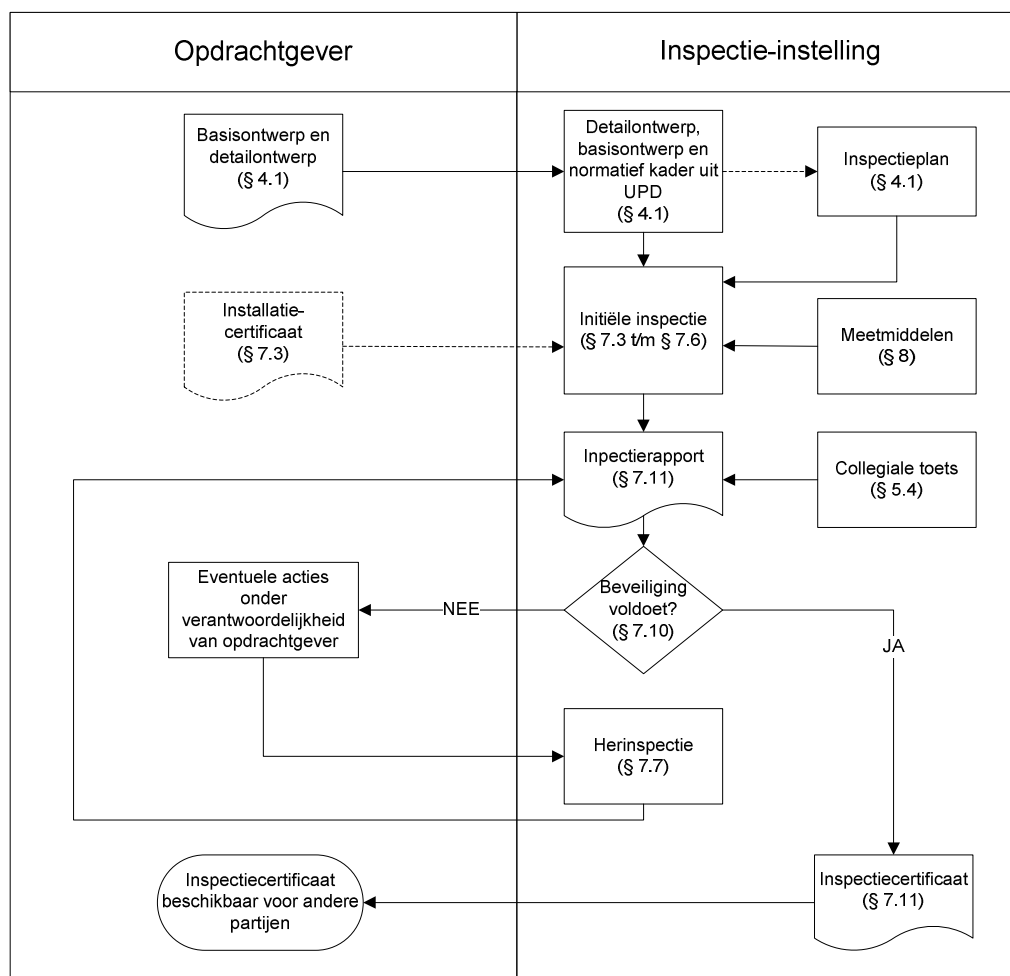 Opdrachtgever
Inspectie-instelling
Basisontwerp en
detailontwerp
(§ 4.1)
Detailontwerp,
basisontwerp en
normatief kader uit
UPD
(§ 4.1)
Inspectieplan
(§ 4.1)
Installatie-
certificaat
(§ 7.3)
Initiële inspectie
(§ 7.3 t/m § 7.6)
Meetmiddelen
(§ 8)
Inpectierapport
(§ 7.11)
Collegiale toets
(§ 5.4)
Eventuele acties
onder
verantwoordelijkheid
van opdrachtgever
NEE
Beveiliging
voldoet?
(§ 7.10)
JA
Herinspectie
(§ 7.7)
Inspectiecertificaat
beschikbaar voor andere
partijen
Inspectiecertificaat
(§ 7.11)